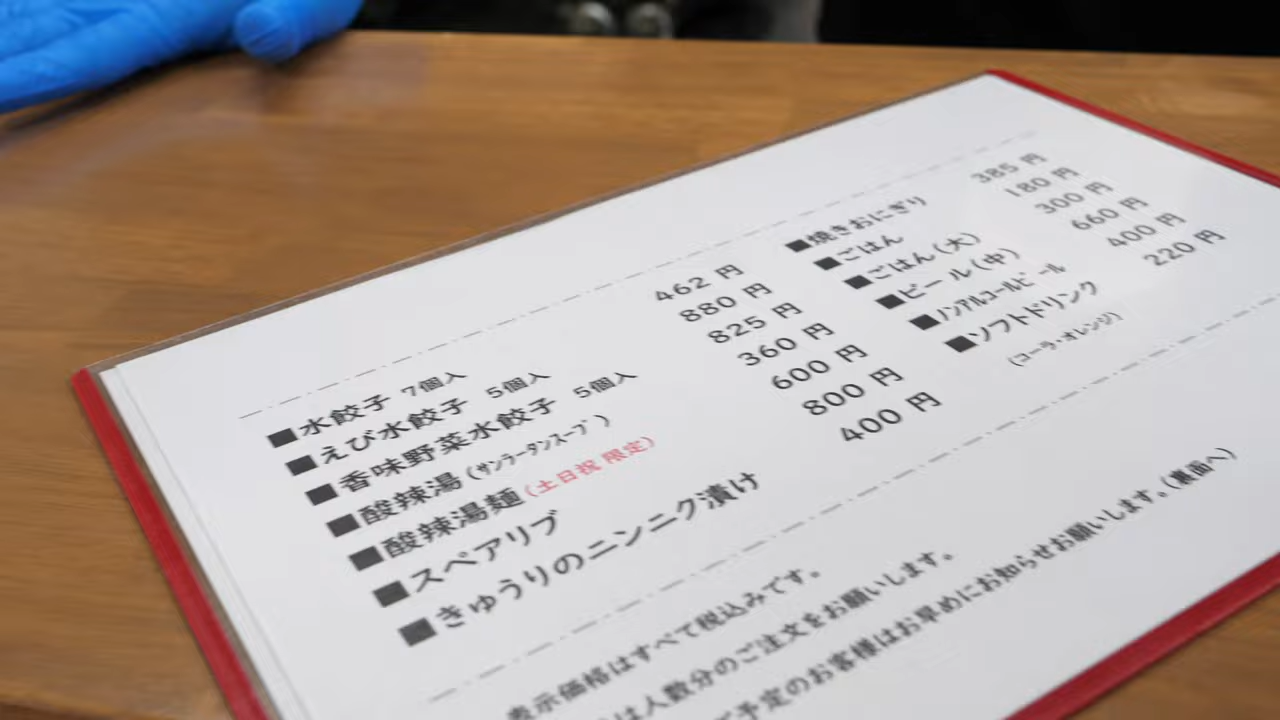 ■水餃子 7個入 462 円
■えび水餃子 5個入 880 円
■香味野菜水餃子 5個入 825 円
■酸辣湯(サンラータンスープ) 360 円
■酸辣湯麺(土日祝 限定) 600 円
■スペアリブ 800 円
■きゅうりのニンニク漬け 400 円
■焼きおにぎり 385 円
■ごはん 180 円
■ごはん(大) 300 円
■ビール(中) 660 円
■ノンアルコールビール 400 円
■ソフトドリンク 220 円
(コーラ・オレンジ)
表示価格はすべて税込みです。
は人数分のご注文をお願いします。
予定のお客様はお早めにお知らせお願いします。(裏面へ)